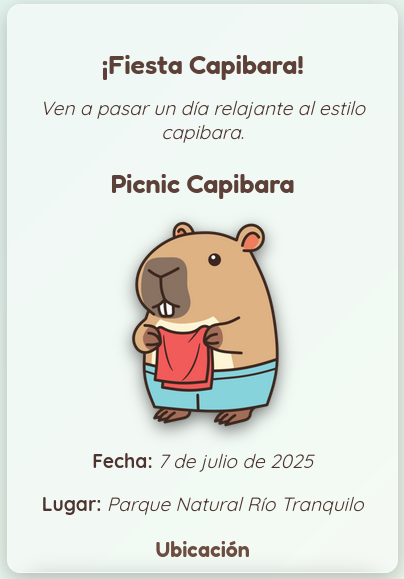 ¡Fiesta Capibara!
Ven a pasar un día relajante al estilo
capibara.
Picnic Capibara
Fecha: 7 de julio de 2025
Lugar: Parque Natural Río Tranquilo
Ubicación